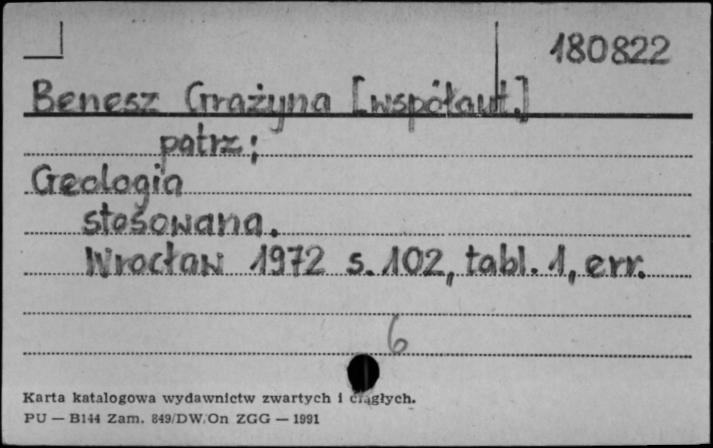 180822
Benesz Grażyna [współaut.]
patrz:
Geologia
stosowana.
Wrocław 1972 s. 102, tabl. 1, err.
6
Karta katalogowa wydawnictw zwartych i ciągłych.
PU — B144 Zam. 849/DW/On ZGG — 1991